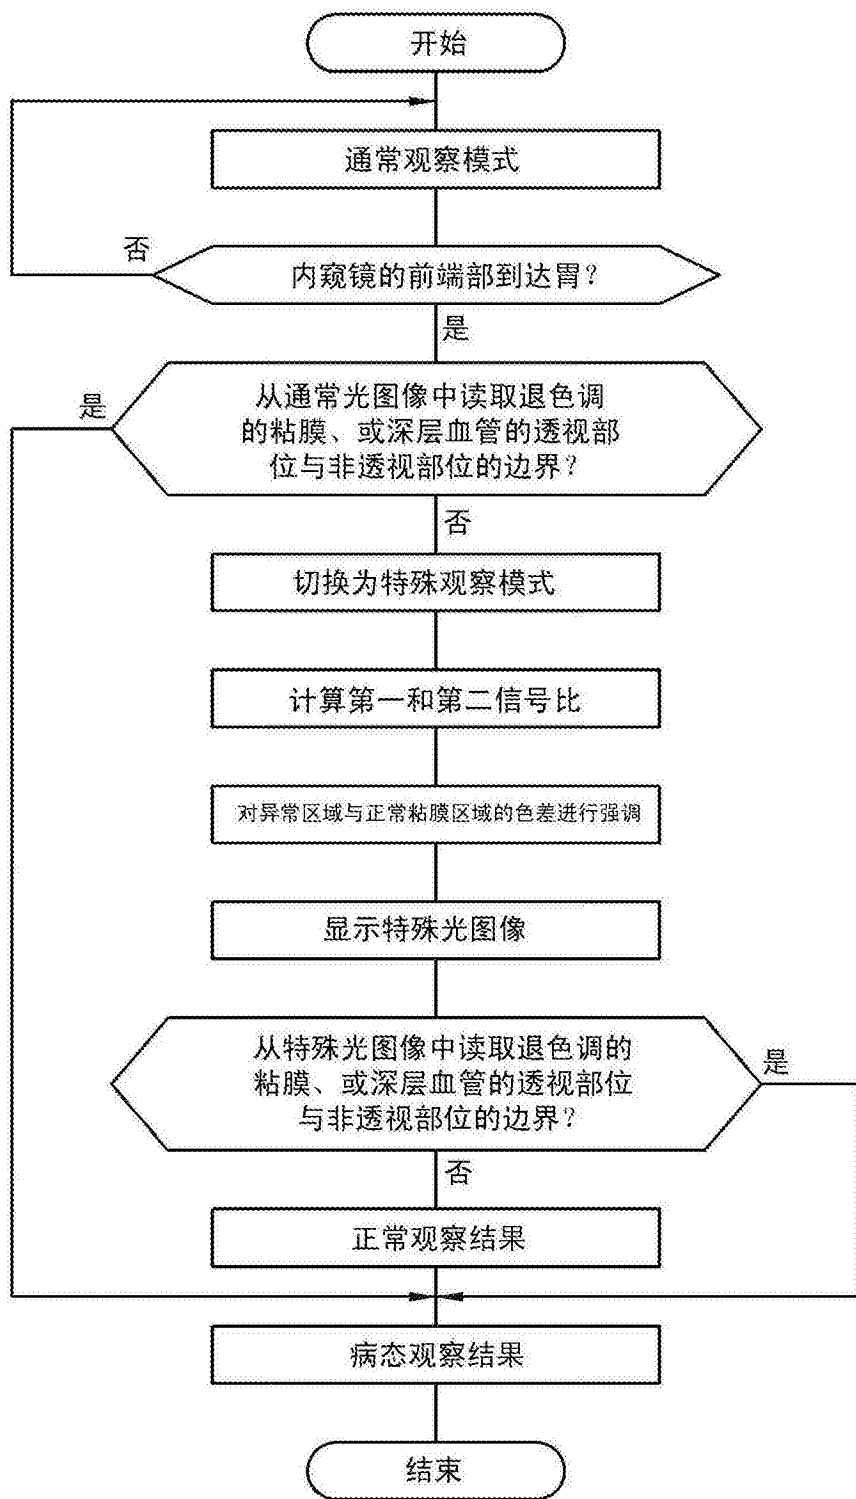 开始
通常观察模式
否
内窥镜的前端部到达胃?
是
从通常光图像中读取退色调
的粘膜、或深层血管的透视部
位与非透视部位的边界?
是
否
切换为特殊观察模式
计算第一和第二信号比
对异常区域与正常粘膜区域的色差进行强调
显示特殊光图像
从特殊光图像中读取退色调的
粘膜、或深层血管的透视部位
与非透视部位的边界?
是
否
正常观察结果
病态观察结果
结束